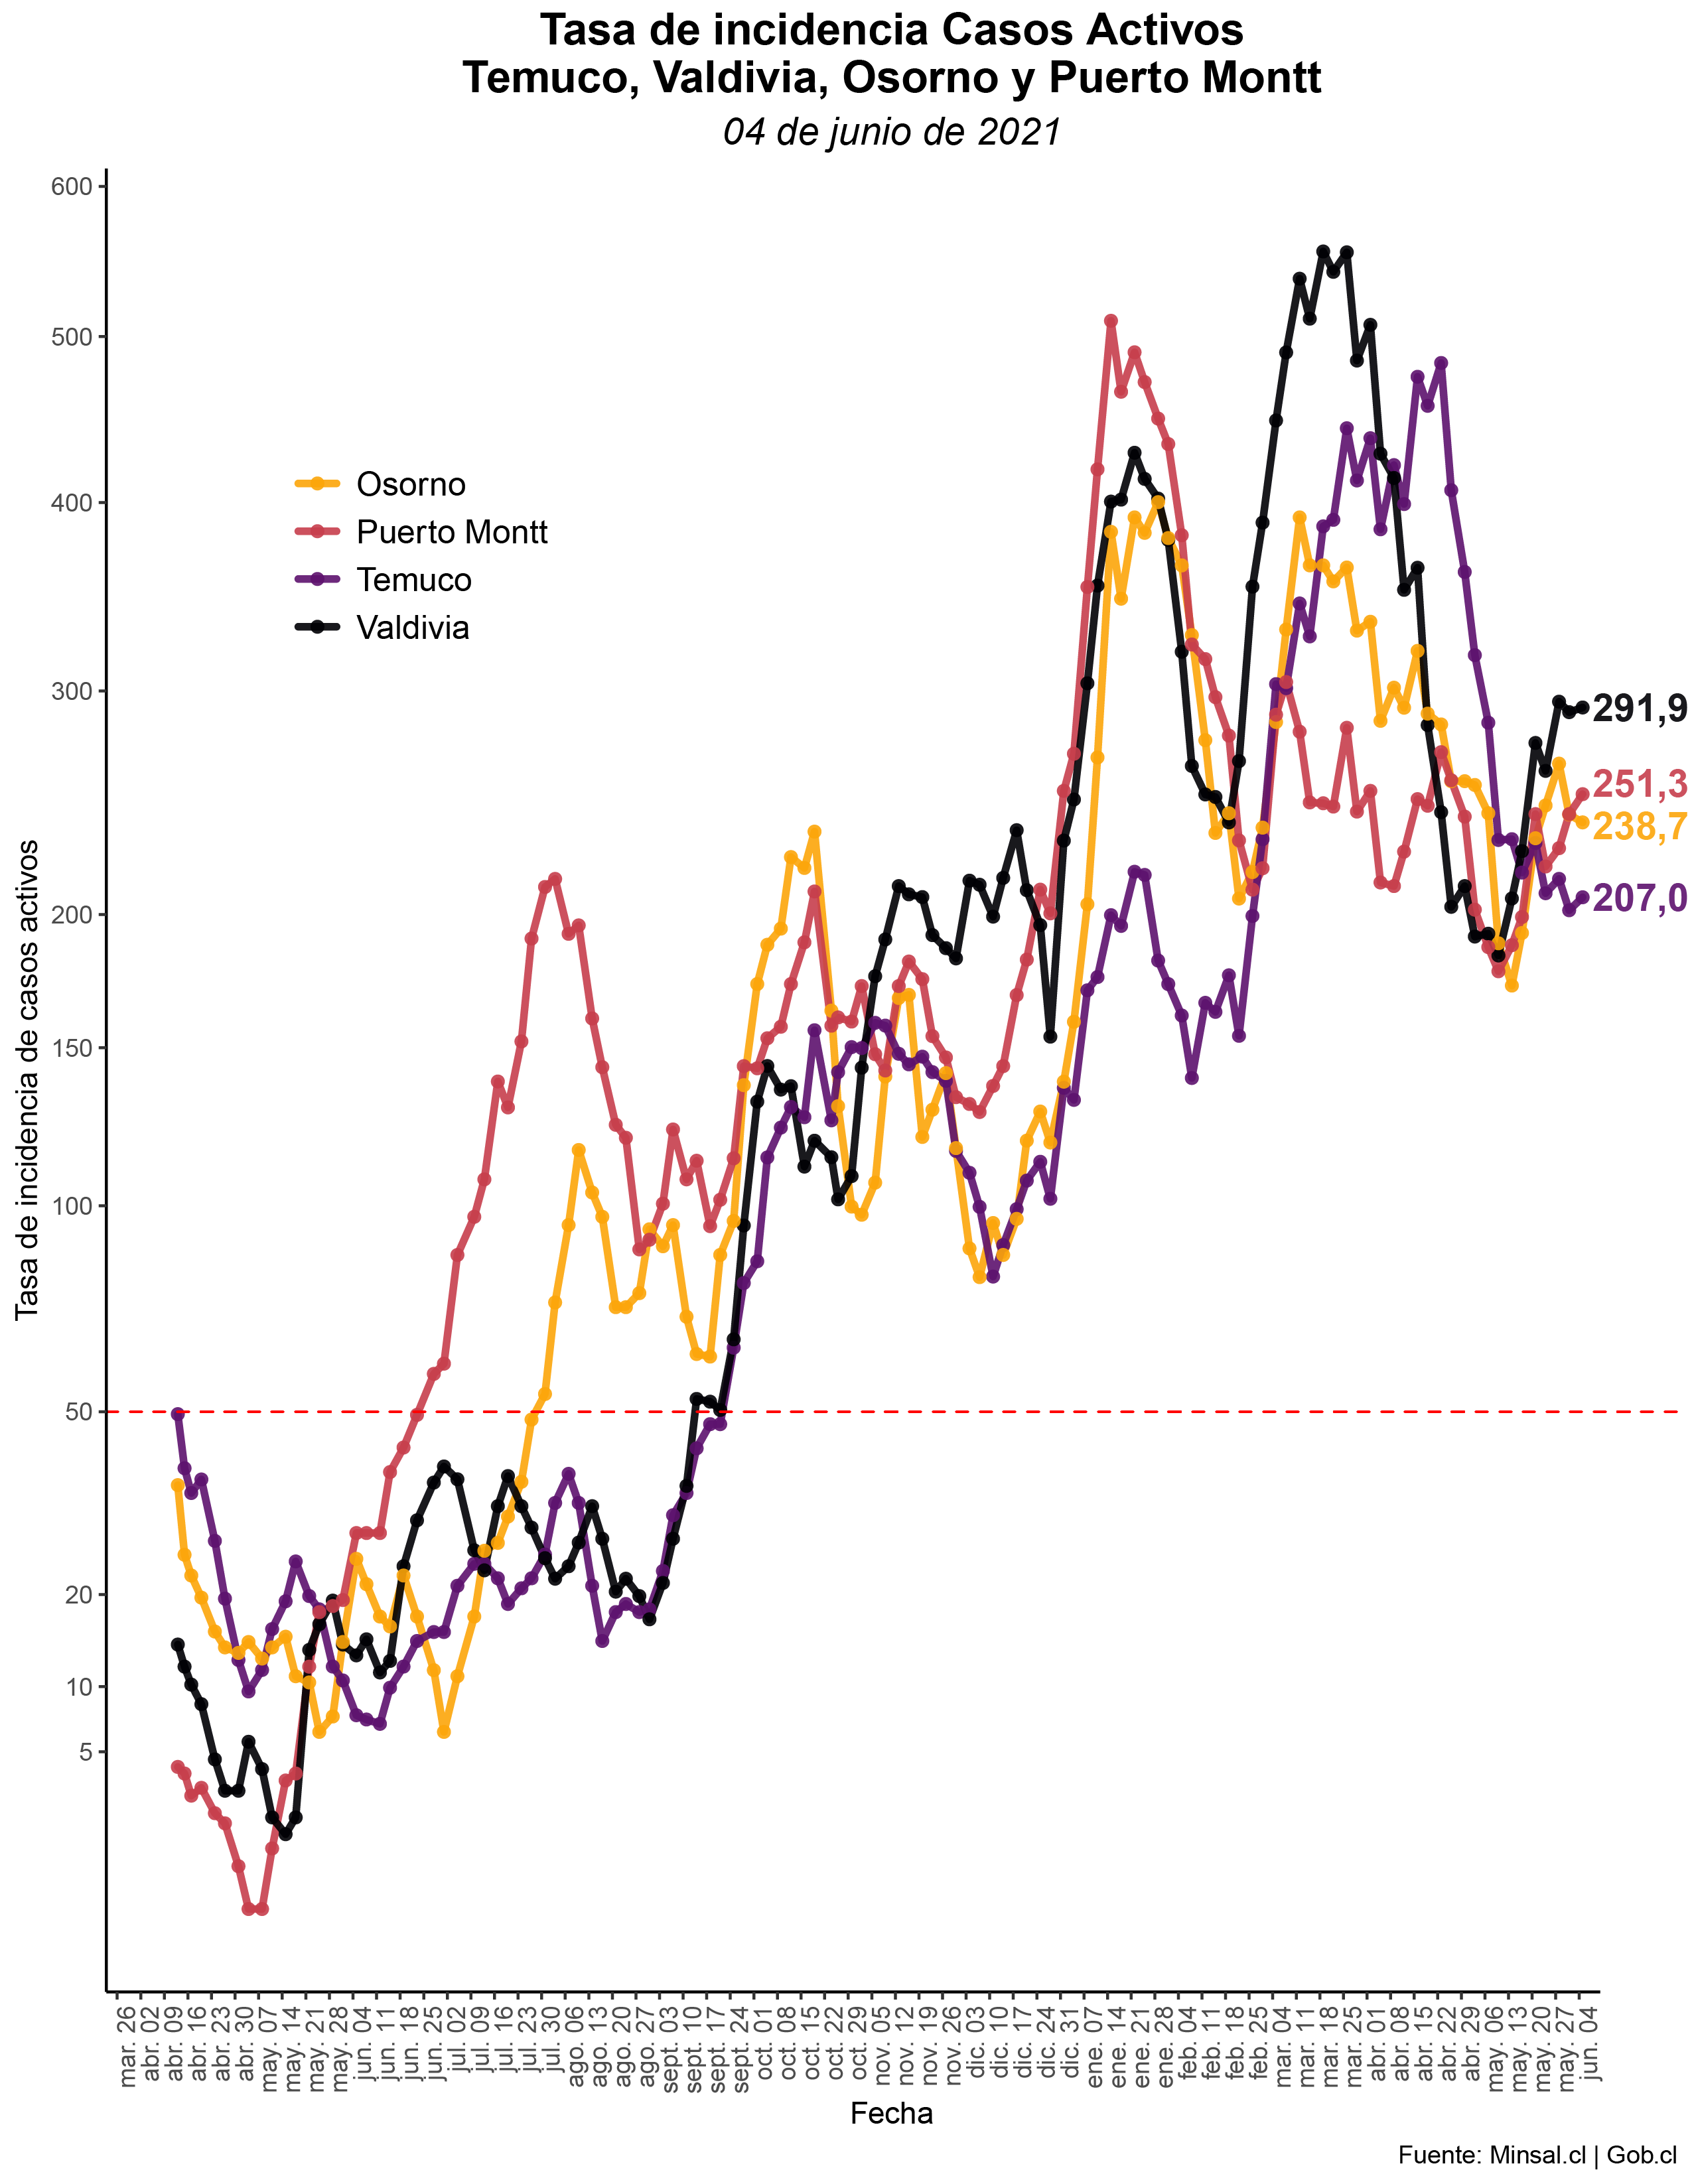 Tasa de incidencia Casos Activos
Temuco, Valdivia, Osorno y Puerto Montt
04 de junio de 2021
Tasa de incidencia de casos activos
600
500
400
300
200
150
100
50
20
10
5
Osorno
Puerto Montt
Temuco
Valdivia
291,9
251,3
238,7
207,0
mar. 26
abr. 02
abr. 09
abr. 16
abr. 23
abr. 30
may. 07
may. 14
may. 21
may. 28
jun. 04
jun. 11
jun. 18
jun. 25
jul. 02
jul. 09
jul. 16
jul. 23
jul. 30
ago. 06
ago. 13
ago. 20
ago. 27
sept. 03
sept. 10
sept. 17
sept. 24
oct. 01
oct. 08
oct. 15
oct. 22
oct. 29
nov. 05
nov. 12
nov. 19
nov. 26
dic. 03
dic. 10
dic. 17
dic. 24
dic. 31
ene. 07
ene. 14
ene. 21
ene. 28
feb. 04
feb. 11
feb. 18
feb. 25
mar. 04
mar. 11
mar. 18
mar. 25
abr. 01
abr. 08
abr. 15
abr. 22
abr. 29
may. 06
may. 13
may. 20
may. 27
jun. 04
Fecha
Fuente: Minsal.cl | Gob.cl